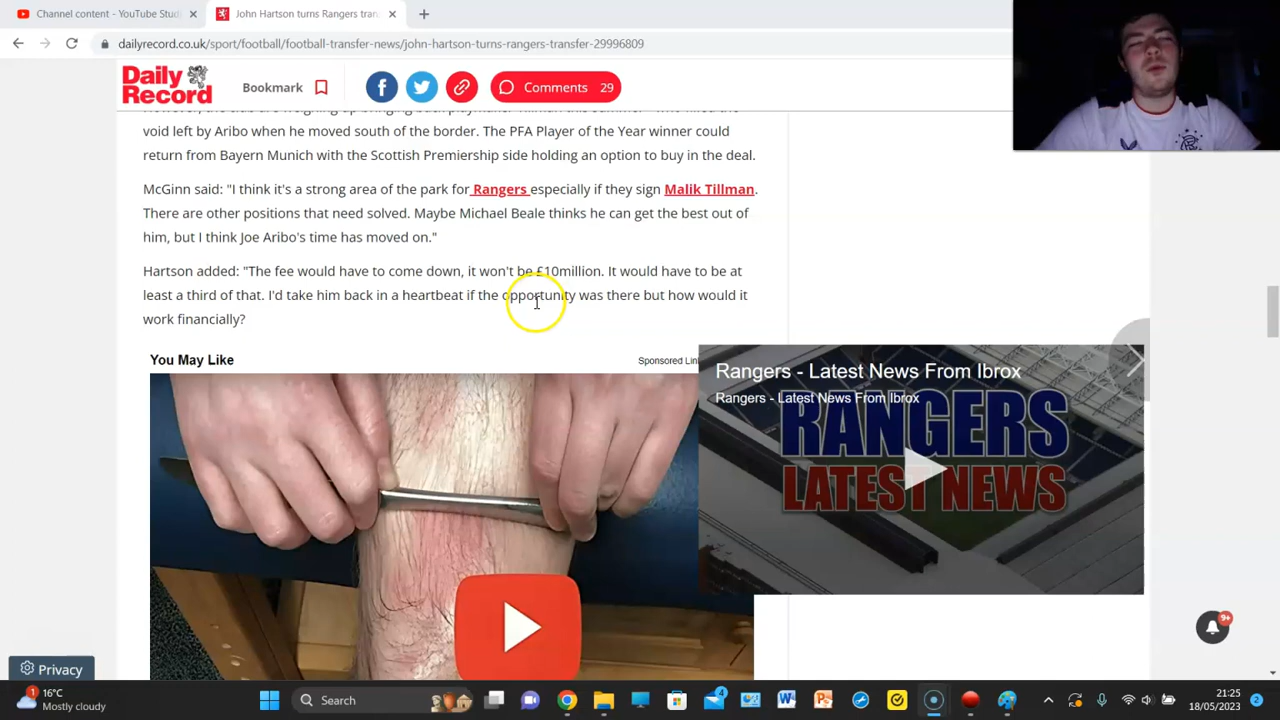 Channel content - YouTube Stud
John Hartson turns Rangers tran
dailyrecord.co.uk/sport/football/football-transfer-news/john-hartson-turns-rangers-transfer-29996809
Daily Record
Bookmark
Comments 29
void left by Aribo when he moved south of the border. The PFA Player of the Year winner could
return from Bayern Munich with the Scottish Premiership side holding an option to buy in the deal.
McGinn said: "I think it's a strong area of the park for Rangers especially if they sign Malik Tillman.
There are other positions that need solved. Maybe Michael Beale thinks he can get the best out of
him, but I think Joe Aribo's time has moved on."
Hartson added: "The fee would have to come down, it won't be £10million. It would have to be at
least a third of that. I'd take him back in a heartbeat if the opportunity was there but how would it
work financially?
You May Like
Sponsored Lin
Rangers - Latest News From Ibrox
Rangers - Latest News From Ibrox
RANGERS
LATEST NEWS
9+
Privacy
1
16°C
Mostly cloudy
Search
4
21:25
18/05/2023
2